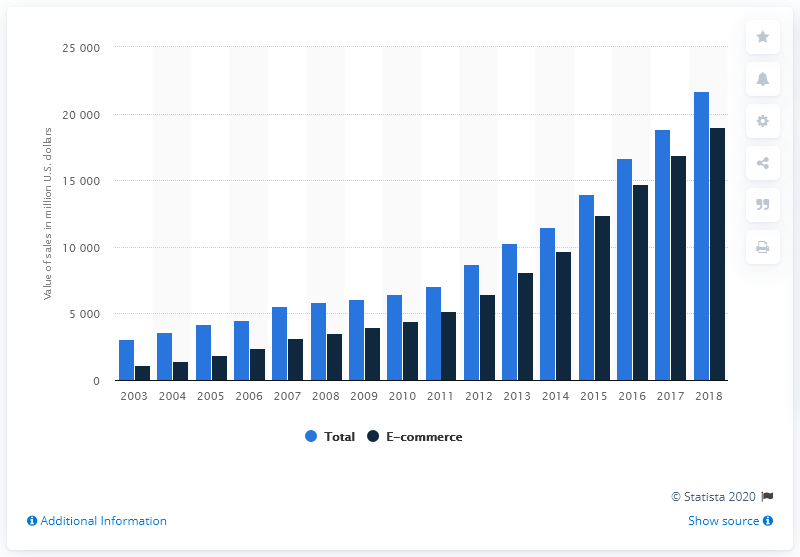 25 000
20 000
15 000
10 000
5 000
0
Value of sales in million U.S. dollars
2003 2004 2005 2006 2007 2008 2009 2010 2011 2012 2013 2014 2015 2016 2017 2018
Total E-commerce
© Statista 2020
Additional Information Show source